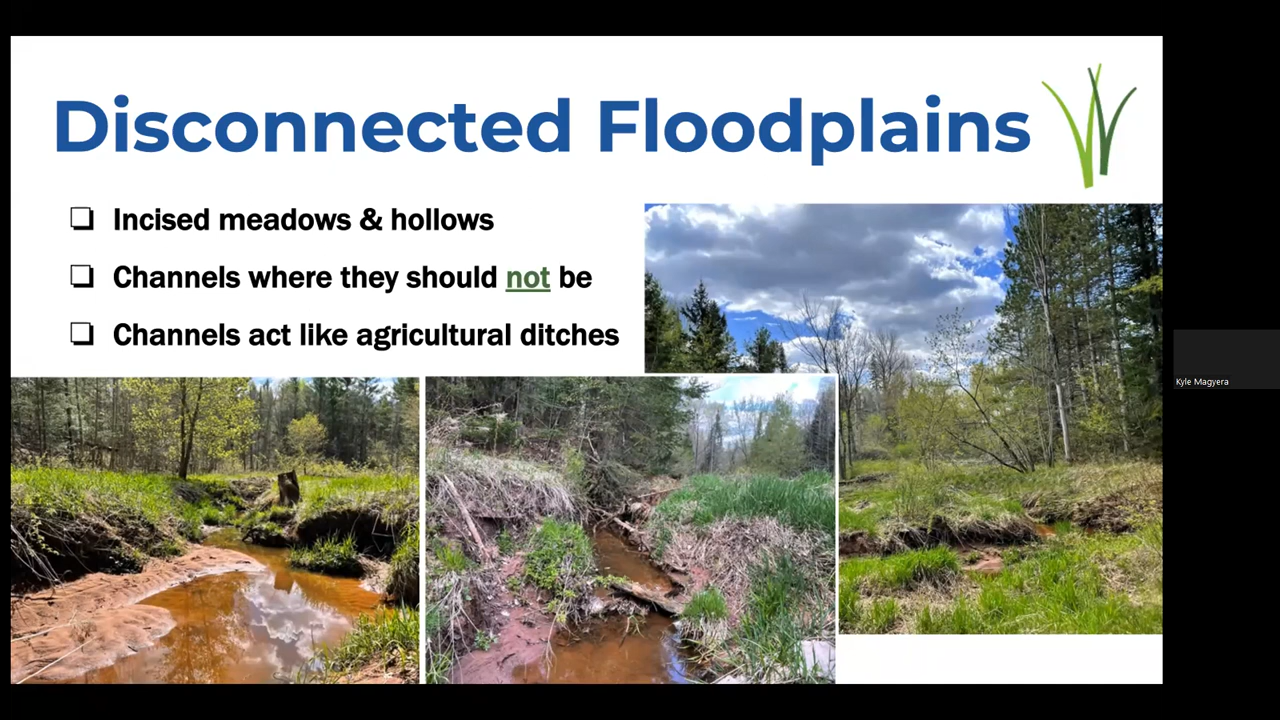 Disconnected Floodplains
Incised meadows & hollows
Channels where they should not be
Channels act like agricultural ditches
Kyle Magyera